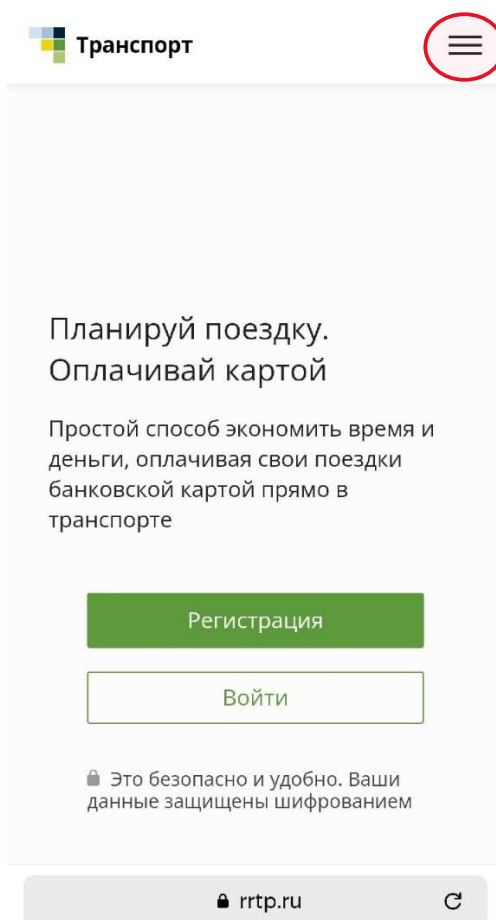 Транспорт
Планируй поездку.
Оплачивай картой
Простой способ экономить время и
деньги, оплачивая свои поездки
банковской картой прямо в
транспорте
Регистрация
Войти
Это безопасно и удобно. Ваши
данные защищены шифрованием
rrtp.ru